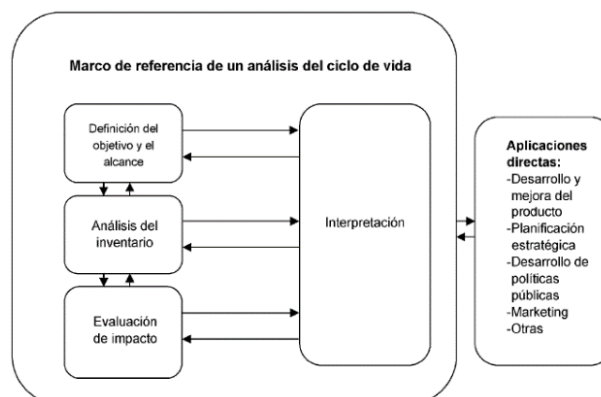 Marco de referencia de un análisis del ciclo de vida
Definición del
objetivo y el
alcance
Análisis del
inventario
Evaluación
de impacto
Interpretación
Aplicaciones
directas:
-Desarrollo y
mejora del
producto
-Planificación
estratégica
-Desarrollo de
políticas
públicas
-Marketing
-Otras